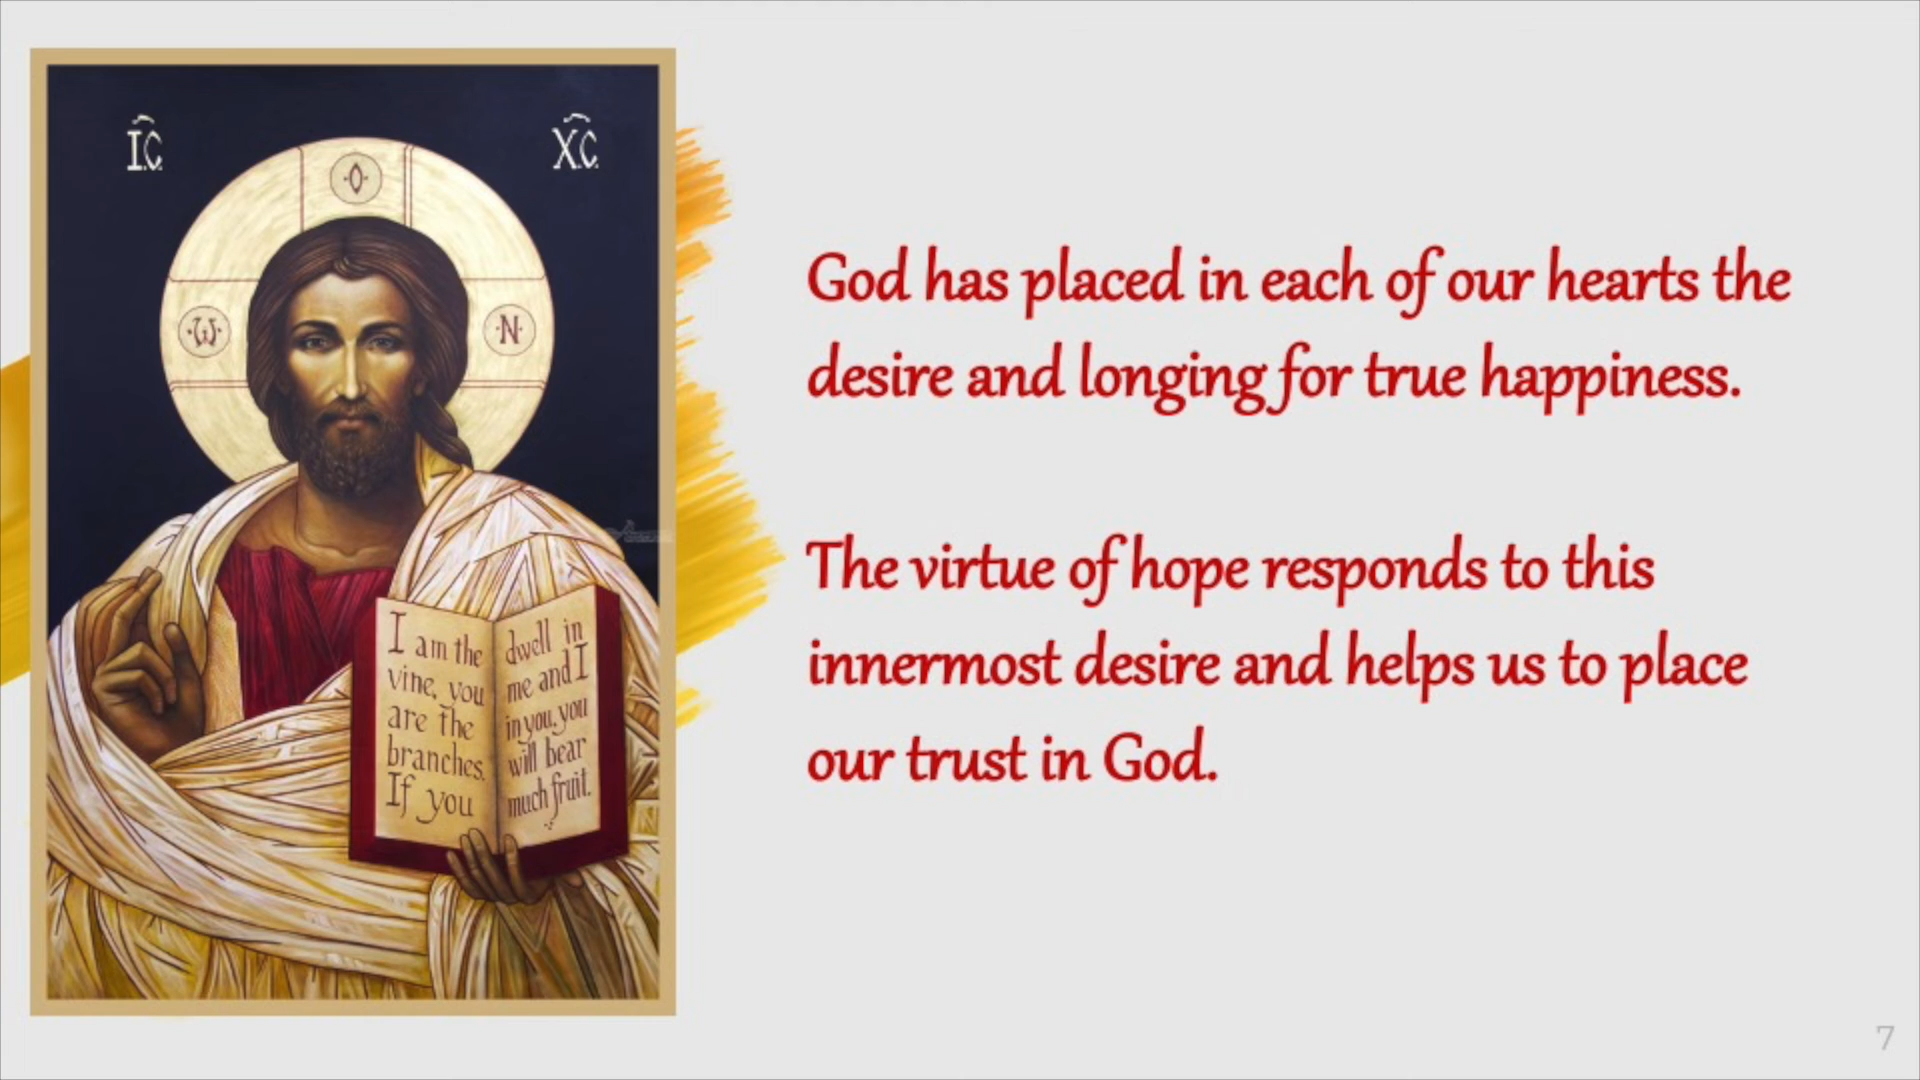 ΙC
XC
·O·
·W·
·N·
I am the
vine, you
are the
branches.
If you
dwell in
me and I
in you, you
will bear
much fruit.
God has placed in each of our hearts the
desire and longing for true happiness.
The virtue of hope responds to this
innermost desire and helps us to place
our trust in God.
7